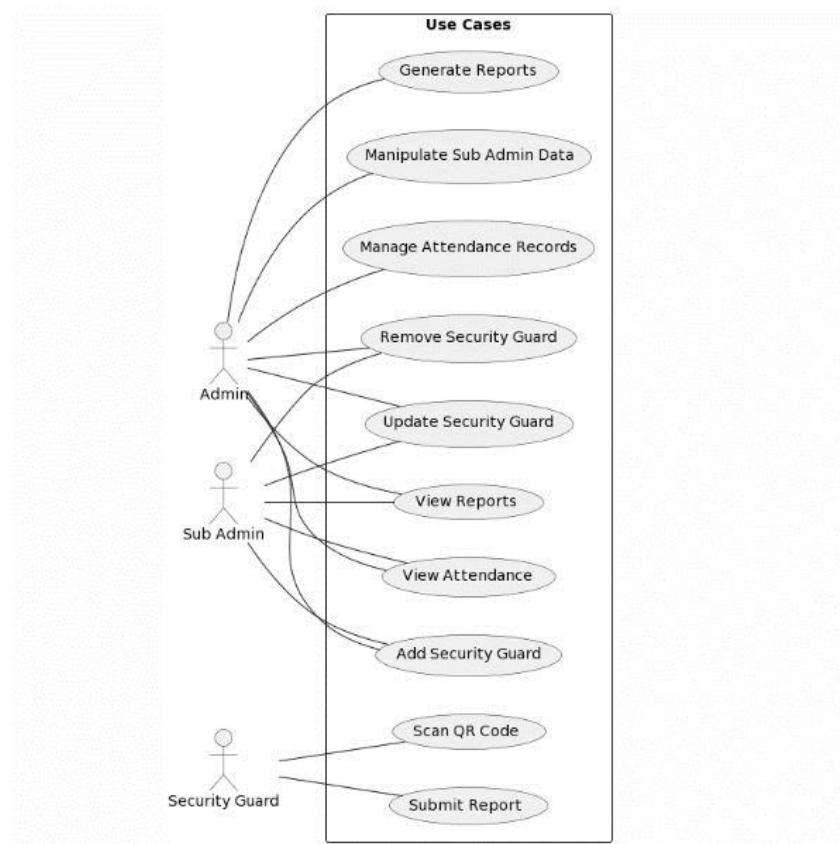 Use Cases
Generate Reports
Manipulate Sub Admin Data
Manage Attendance Records
Remove Security Guard
Admin
Update Security Guard
View Reports
Sub Admin
View Attendance
Add Security Guard
Scan QR Code
Security Guard
Submit Report